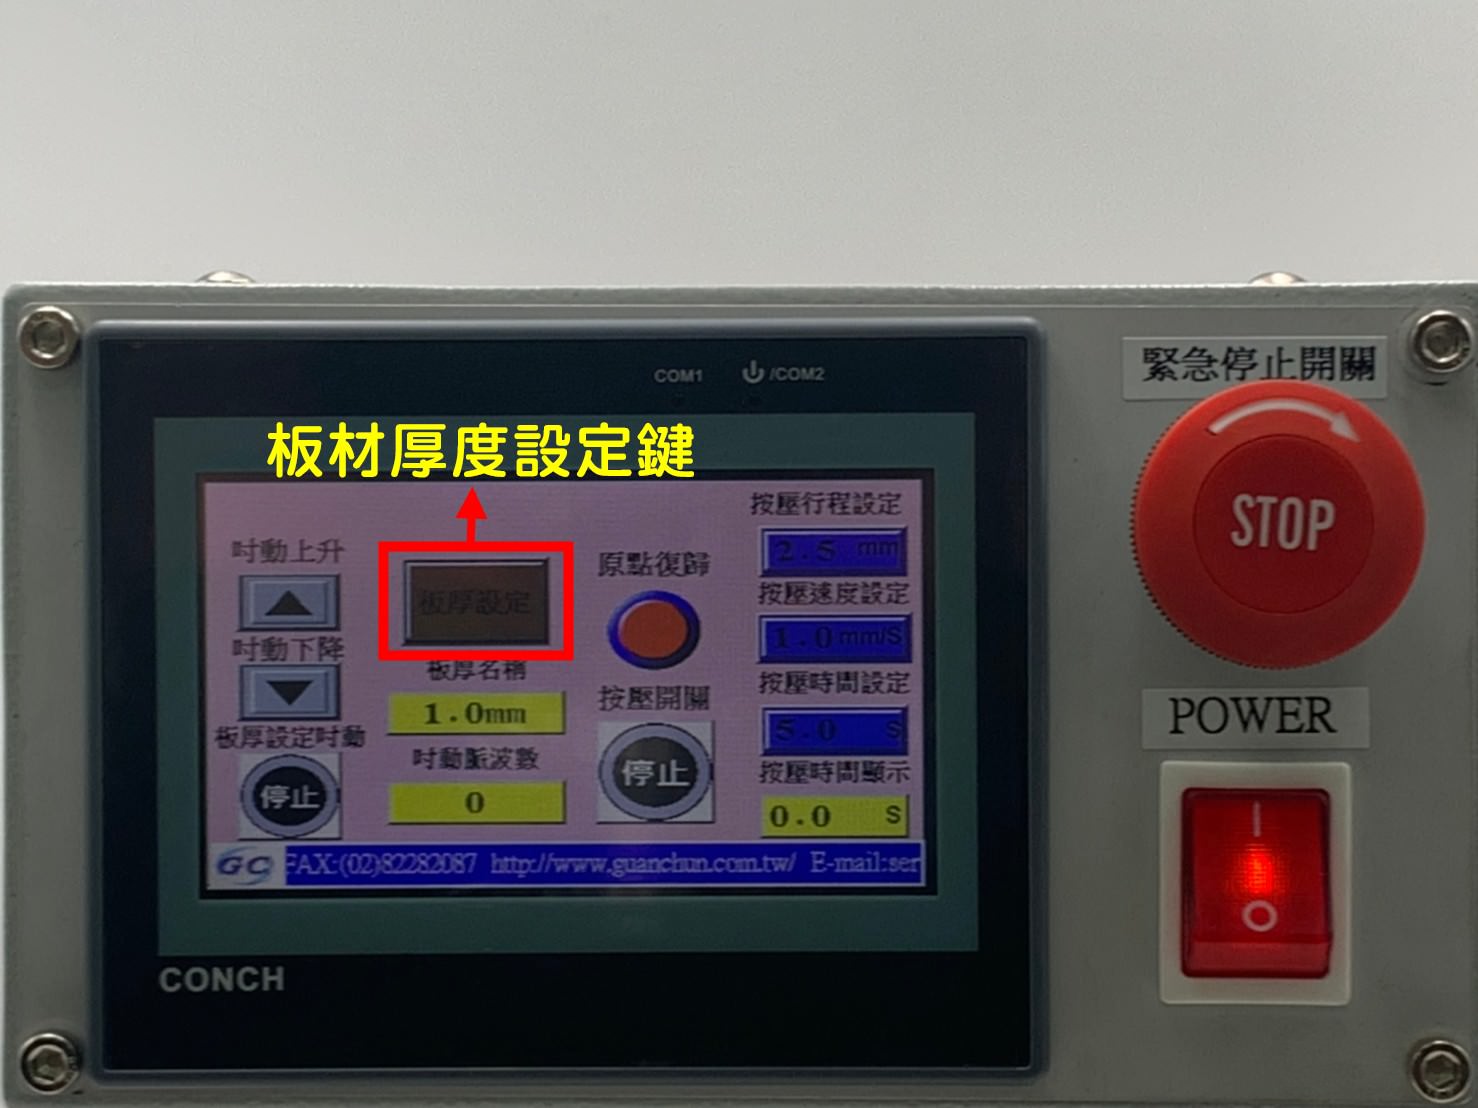 COM1 /COM2
板材厚度設定鍵
吋動上升
吋動下降
板厚設定吋動
停止
板厚設定
板厚名稱
1.0mm
吋動脈波數
0
原點復歸
按壓開關
停止
按壓行程設定
2.5 mm
按壓速度設定
1.0 mm/S
按壓時間設定
5.0 S
按壓時間顯示
0.0 S
GC FAX:(02)82282087 http://www.guanchun.com.tw/ E-mail:ser
CONCH
緊急停止開關
STOP
POWER